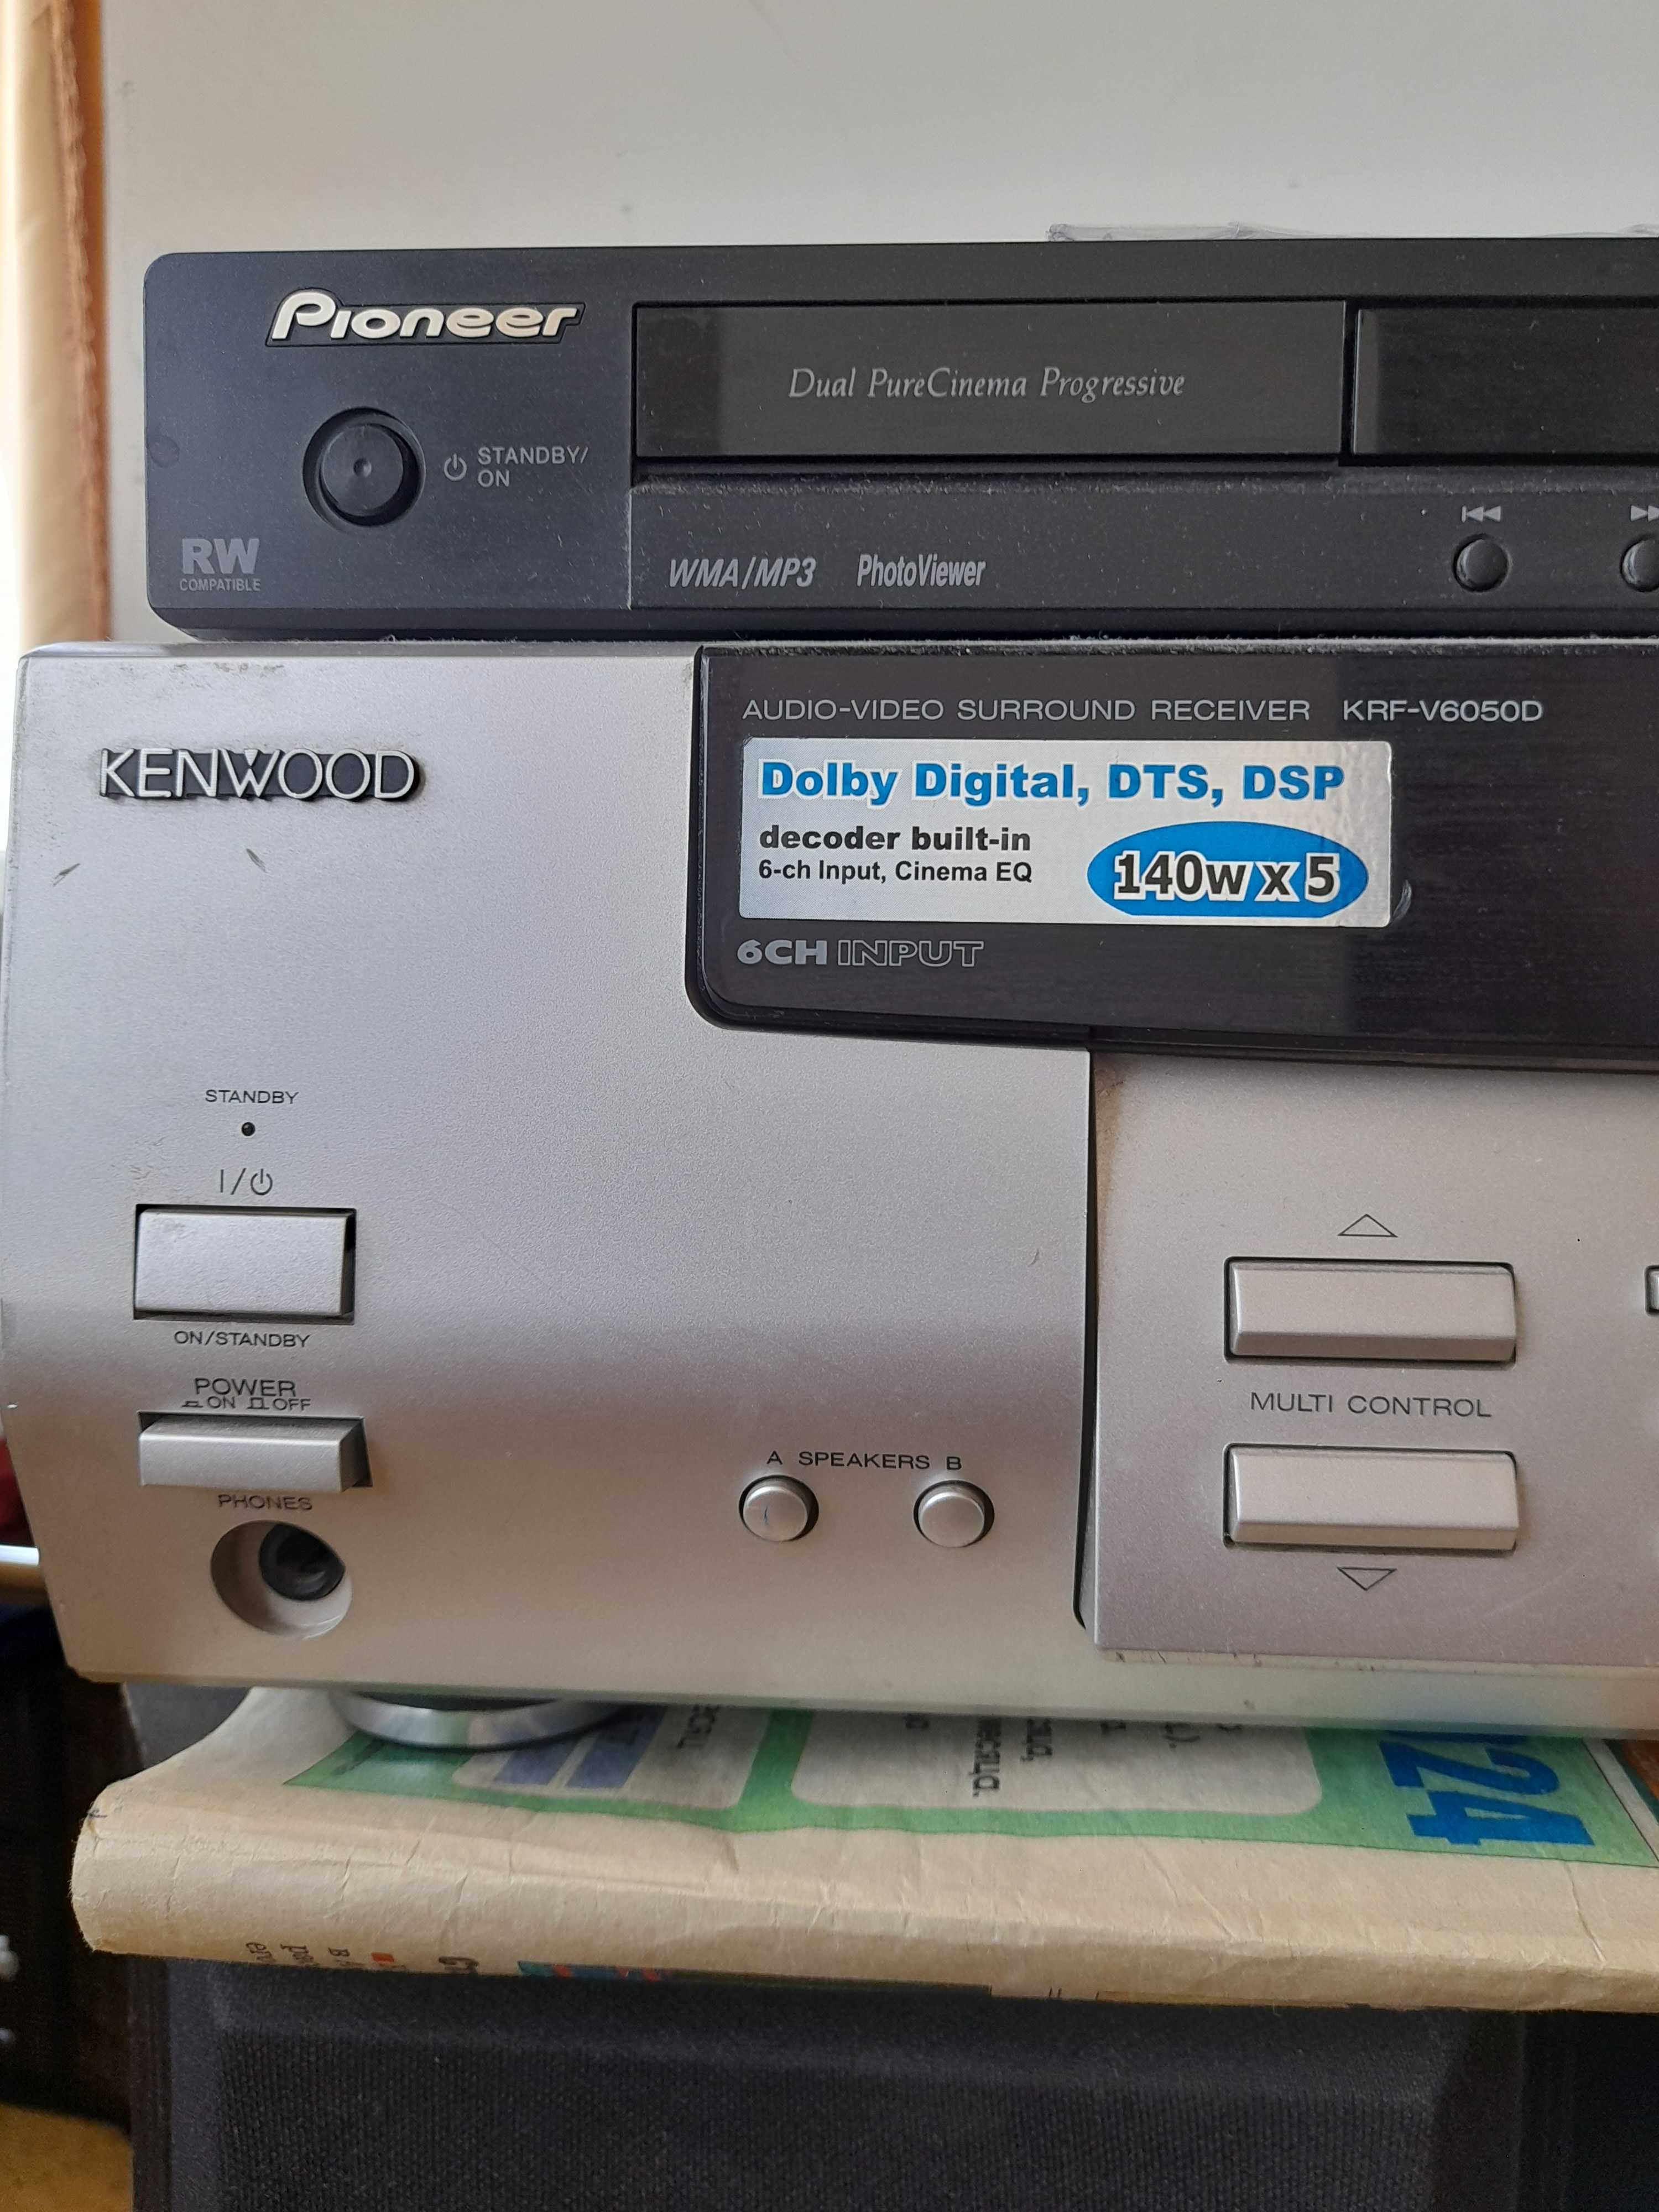 Pioneer
Dual PureCinema Progressive
STANDBY/
ON
RW
COMPATIBLE
WMA/MP3 PhotoViewer
AUDIO-VIDEO SURROUND RECEIVER KRF-V6050D
KENWOOD
Dolby Digital, DTS, DSP
decoder built-in
6-ch Input, Cinema EQ
140w x 5
6CH INPUT
STANDBY
ON/STANDBY
POWER
ON OFF
MULTI CONTROL
A SPEAKERS B
PHONES
24